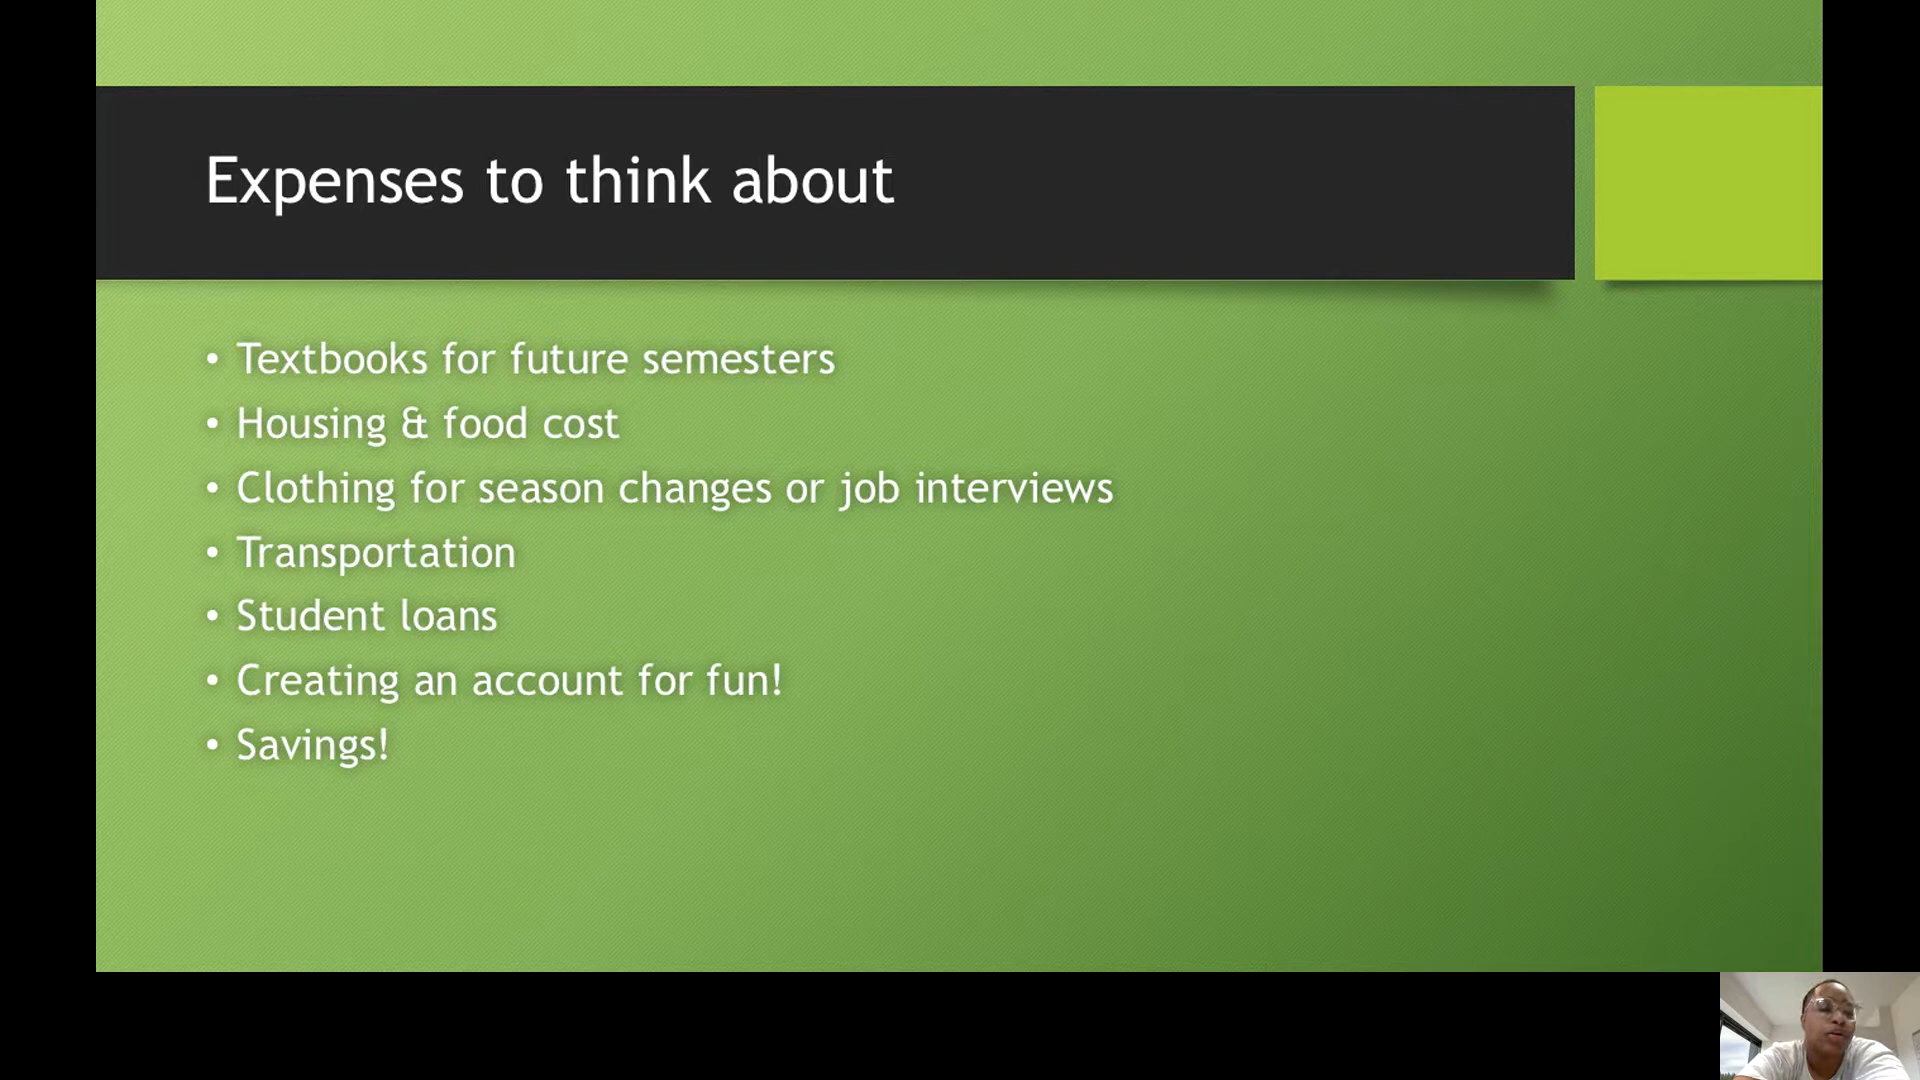 Expenses to think about
• Textbooks for future semesters
• Housing & food cost
• Clothing for season changes or job interviews
• Transportation
• Student loans
• Creating an account for fun!
• Savings!